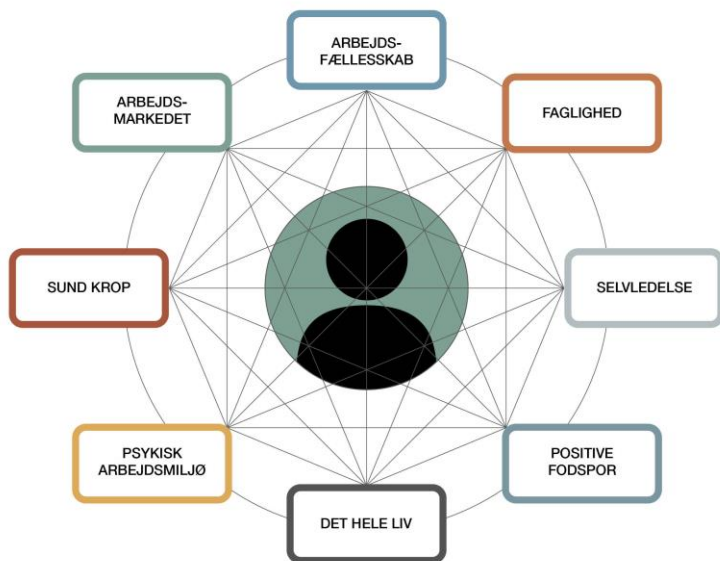 ARBEJDS-
FÆLLESSKAB
ARBEJDS-
MARKEDET
FAGLIGHED
SUND KROP
SELVLEDELSE
PSYKISK
ARBEJDSMILJØ
POSITIVE
FODSPOR
DET HELE LIV